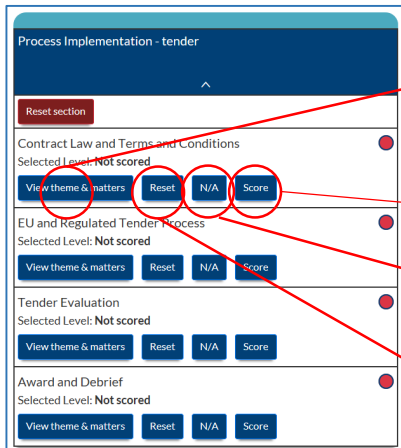 Process Implementation - tender
Reset section
Contract Law and Terms and Conditions
Selected Level: Not scored
View theme & matters Reset N/A Score
EU and Regulated Tender Process
Selected Level: Not scored
View theme & matters Reset N/A Score
Tender Evaluation
Selected Level: Not scored
View theme & matters Reset N/A Score
Award and Debrief
Selected Level: Not scored
View theme & matters Reset N/A Score